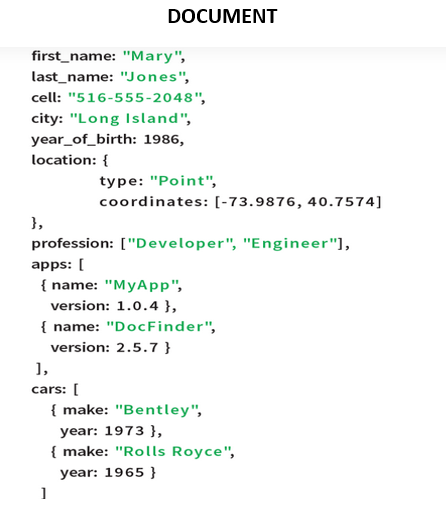 DOCUMENT
first_name: "Mary",
last_name: "Jones",
cell: "516-555-2048",
city: "Long Island",
year_of_birth: 1986,
location: {
type: "Point",
coordinates: [-73.9876, 40.7574]
},
profession: ["Developer", "Engineer"],
apps: [
{ name: "MyApp",
version: 1.0.4 },
{ name: "DocFinder",
version: 2.5.7 }
],
cars: [
{ make: "Bentley",
year: 1973 },
{ make: "Rolls Royce",
year: 1965 }
]